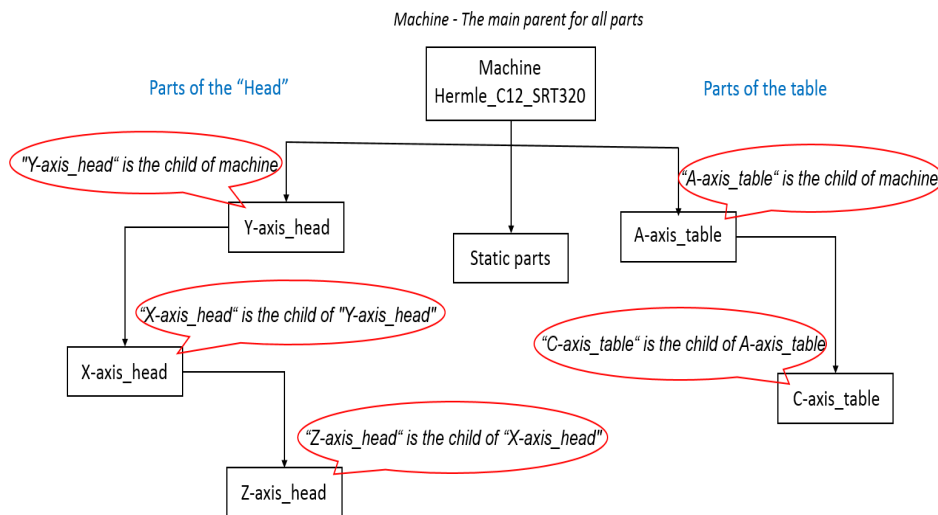 Machine - The main parent for all parts
Machine
Hermle_C12_SRT320
Parts of the “Head”
Parts of the table
"Y-axis_head“ is the child of machine
“A-axis_table“ is the child of machine
Y-axis_head
Static parts
A-axis_table
“X-axis_head“ is the child of "Y-axis_head"
“C-axis_table“ is the child of A-axis_table
X-axis_head
C-axis_table
“Z-axis_head“ is the child of “X-axis_head"
Z-axis_head